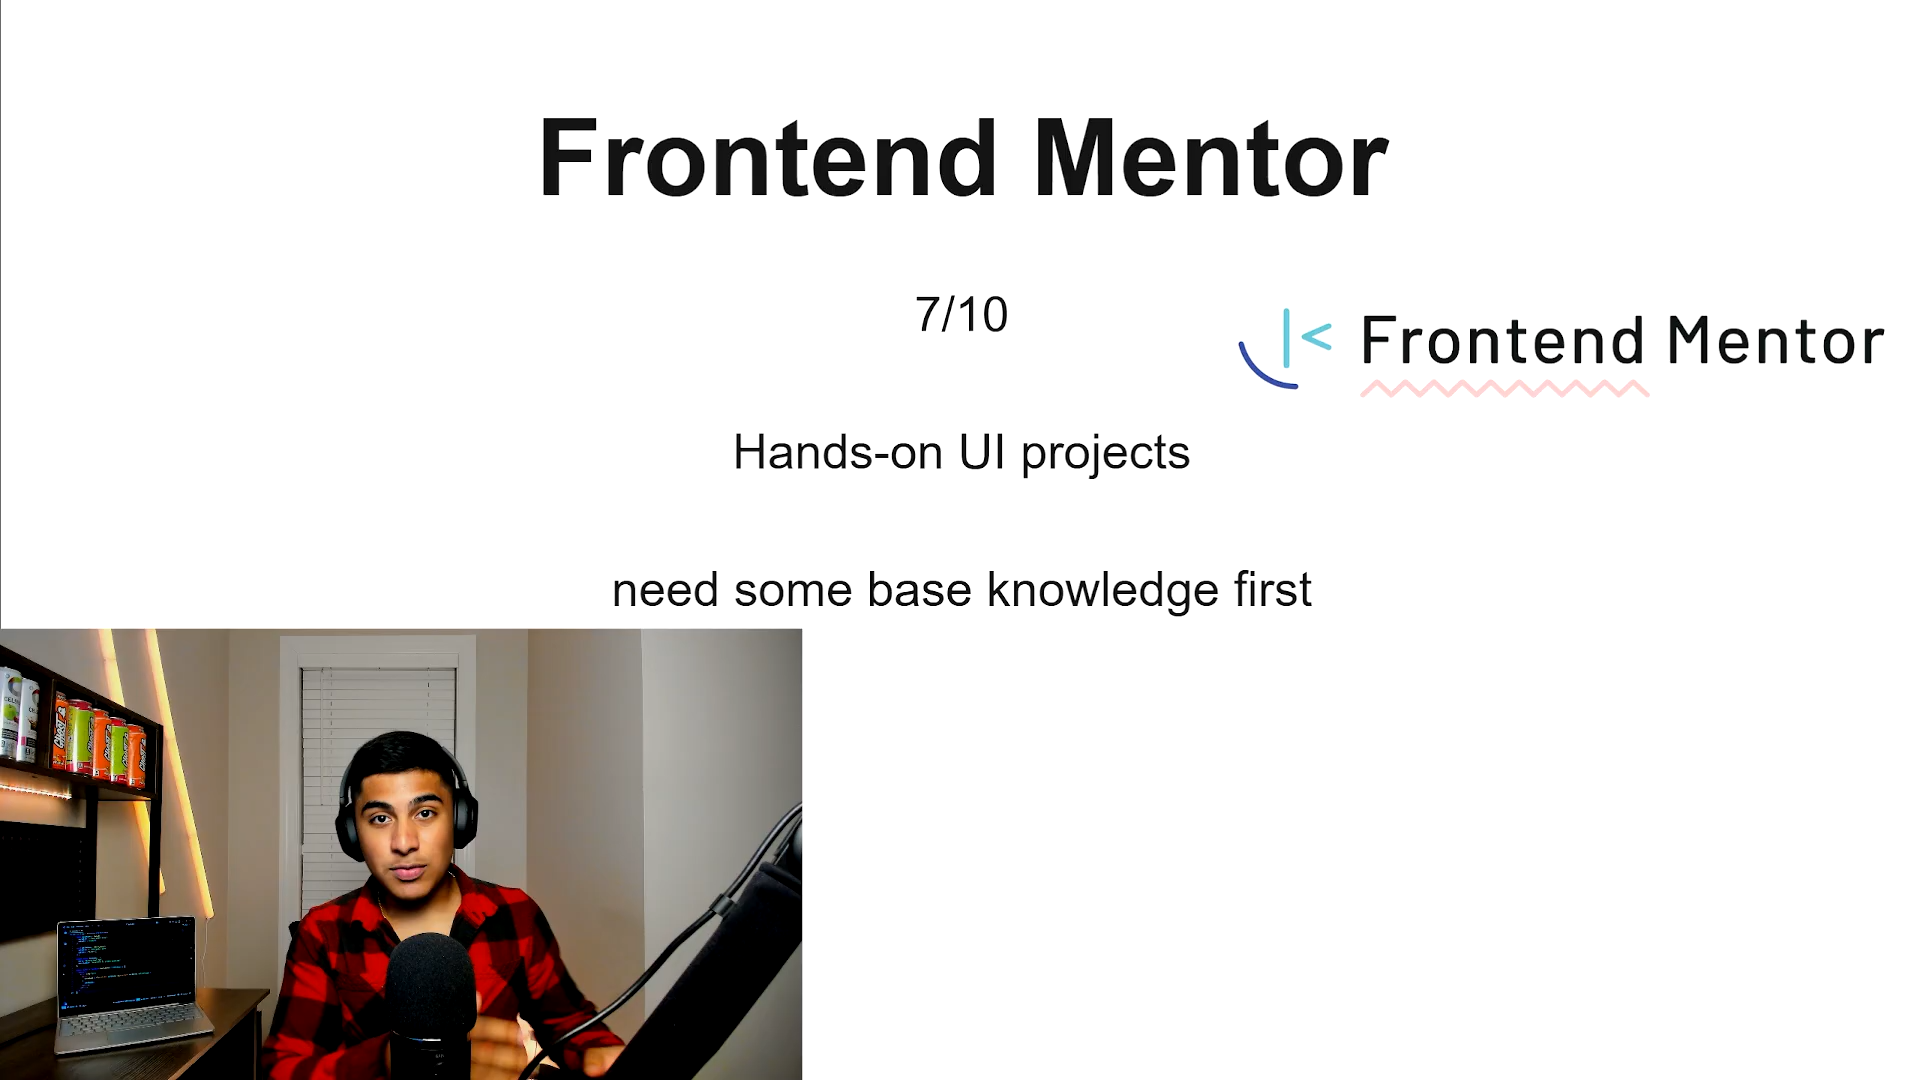 Frontend Mentor
7/10
Frontend Mentor
Hands-on UI projects
need some base knowledge first